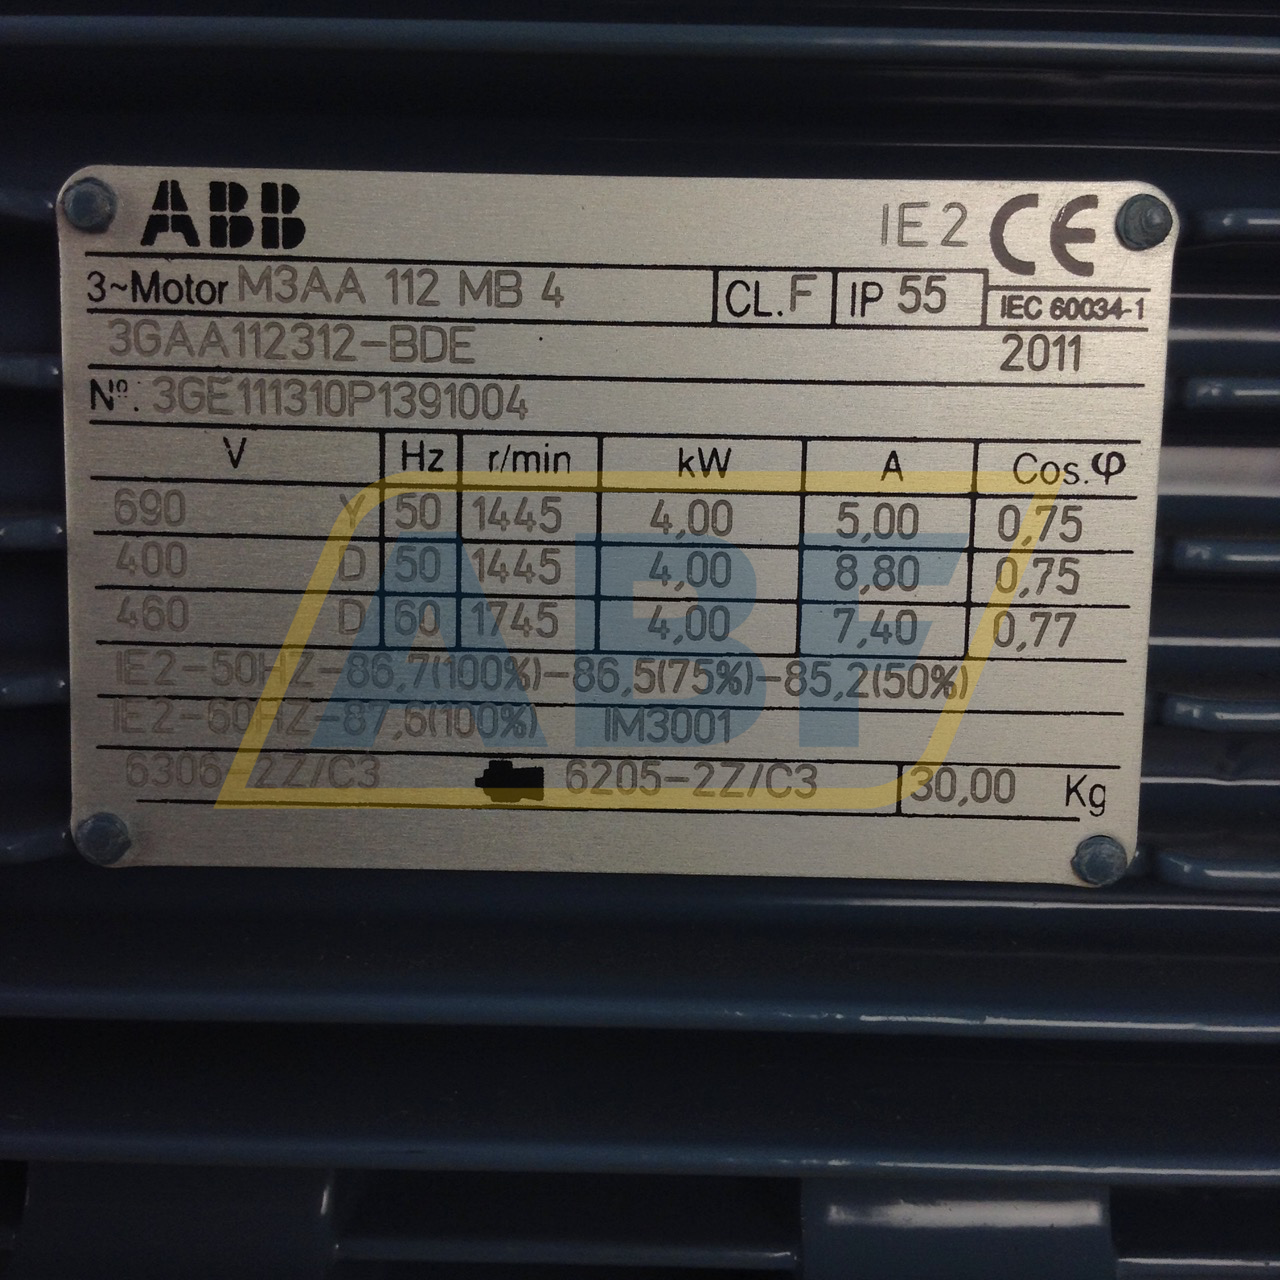 ABB IE2 CE
3~Motor M3AA 112 MB 4 CL. F IP 55 IEC 60034-1
3GAA112312-BDE 2011
Nº. 3GE111310P1391004
V Hz r/min kW A Cos. φ
690 Y 50 1445 4,00 5,00 0,75
400 D 50 1445 4,00 8,80 0,75
460 D 60 1745 4,00 7,40 0,77
IE2-50HZ-86,7(100%)-86,5(75%)-85,2(50%)
IE2-60HZ-87,6(100%) IM3001
6306-2Z/C3 6205-2Z/C3 30,00 Kg
ABF